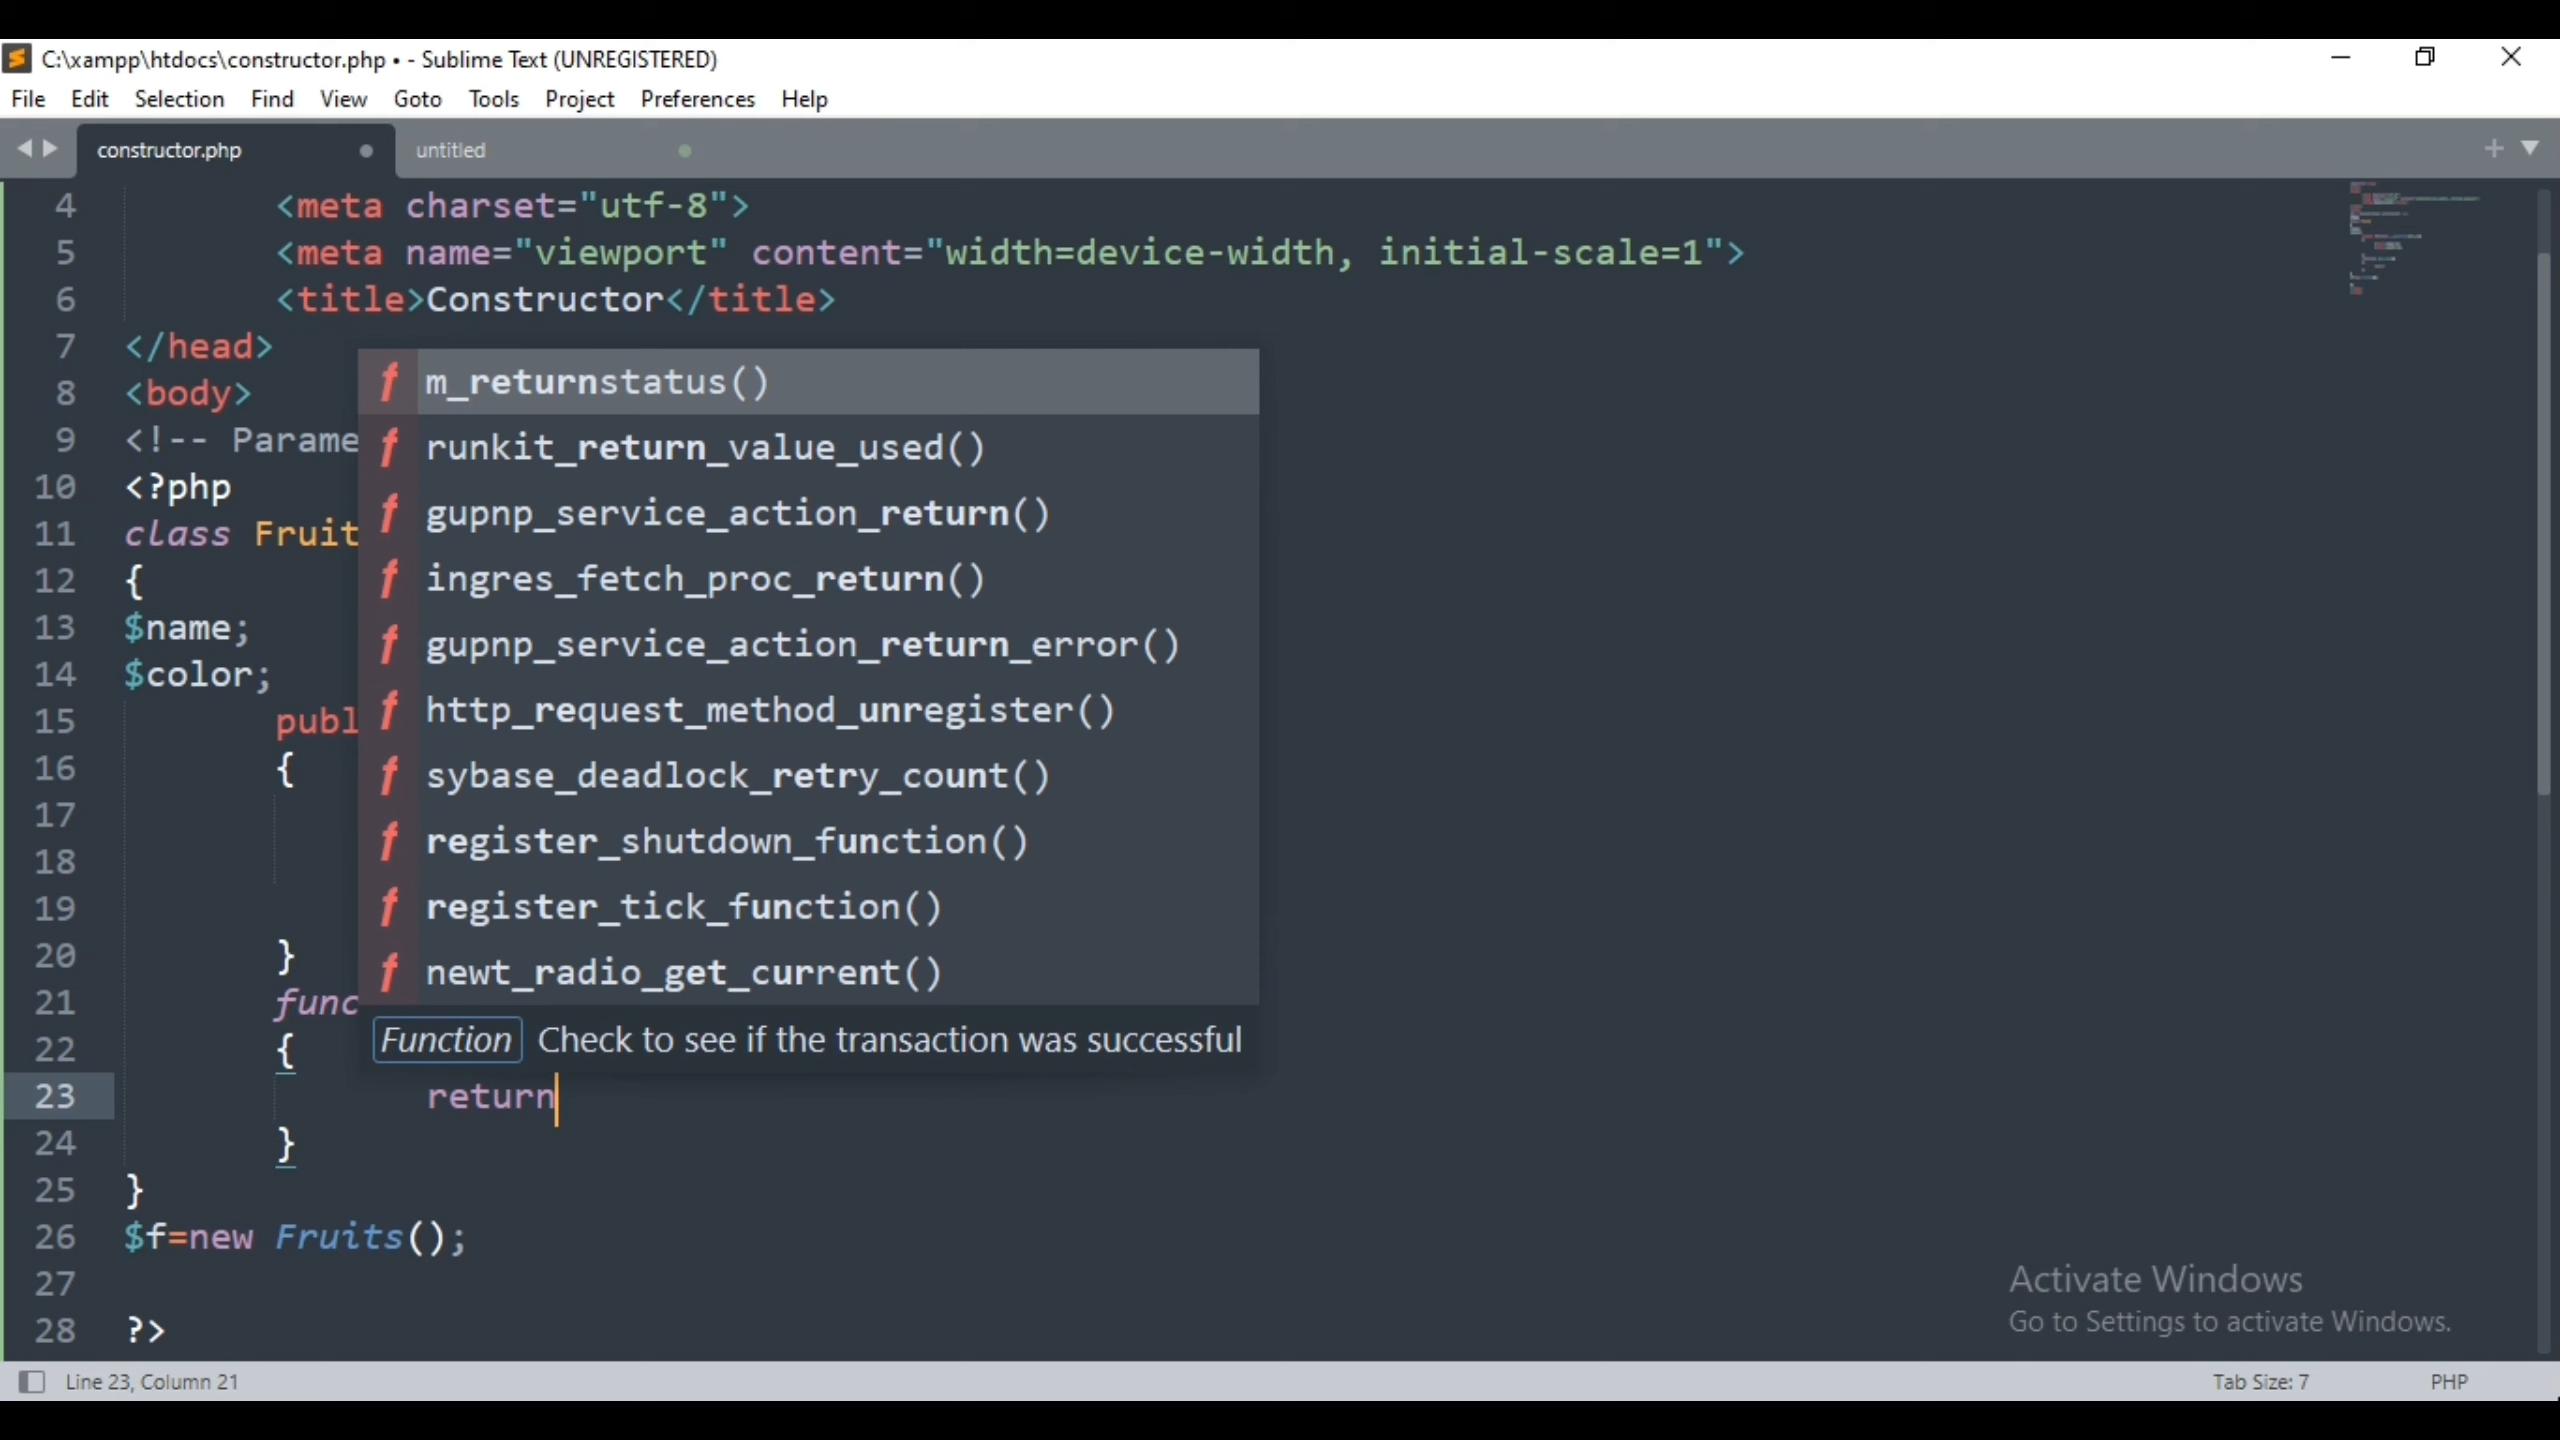 C:\xampp\htdocs\constructor.php • - Sublime Text (UNREGISTERED)
File Edit Selection Find View Goto Tools Project Preferences Help
constructor.php untitled
4 <meta charset="utf-8">
5 <meta name="viewport" content="width=device-width, initial-scale=1">
6 <title>Constructor</title>
7 </head>
8 <body>
9 <!-- Parame
10 <?php
11 class Fruit
12 {
13 $name;
14 $color;
15 publ
16 {
17
18
19
20 }
21 func
22 {
m_returnstatus()
runkit_return_value_used()
gupnp_service_action_return()
ingres_fetch_proc_return()
gupnp_service_action_return_error()
http_request_method_unregister()
sybase_deadlock_retry_count()
register_shutdown_function()
register_tick_function()
newt_radio_get_current()
Function Check to see if the transaction was successful
23 return
24 }
25 }
26 $f=new Fruits();
27
28 ?>
Activate Windows
Go to Settings to activate Windows.
Line 23, Column 21 Tab Size: 7 PHP